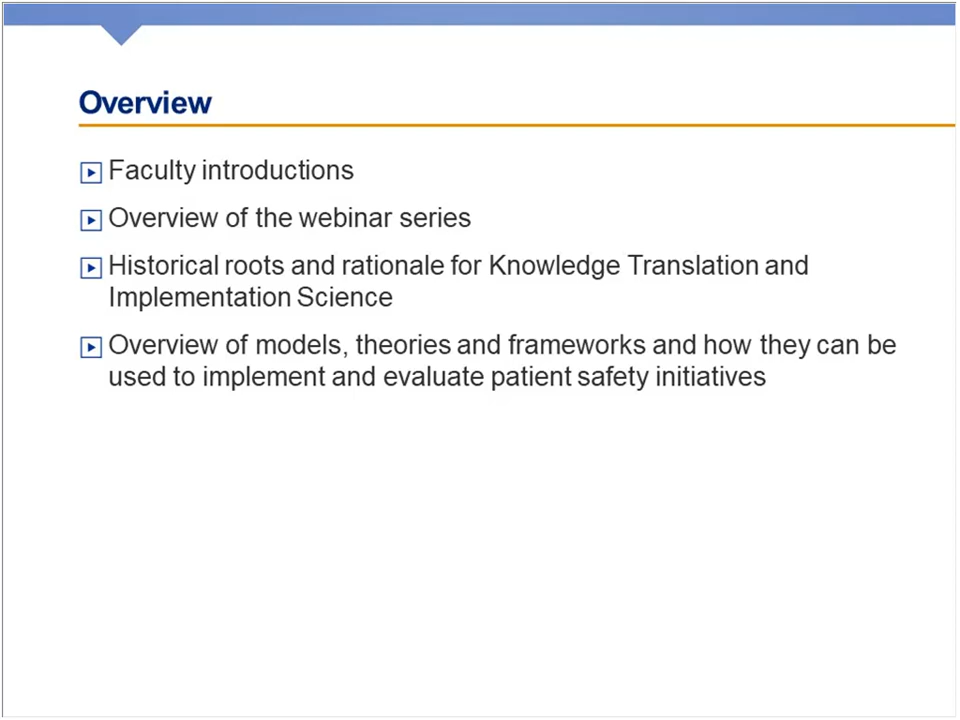 Overview
Faculty introductions
Overview of the webinar series
Historical roots and rationale for Knowledge Translation and
Implementation Science
Overview of models, theories and frameworks and how they can be
used to implement and evaluate patient safety initiatives